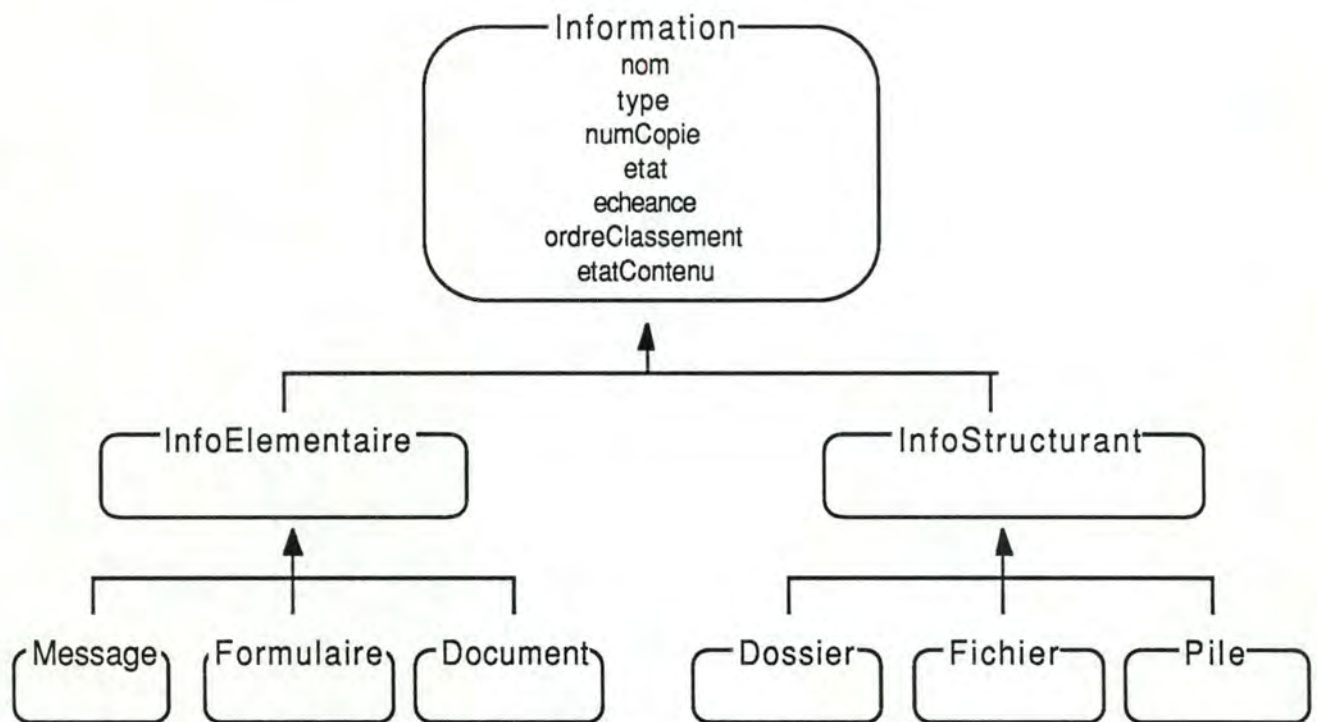 Information
nom
type
numCopie
etat
echeance
ordreClassement
etatContenu
InfoElementaire
InfoStructurant
Message
Formulaire
Document
Dossier
Fichier
Pile